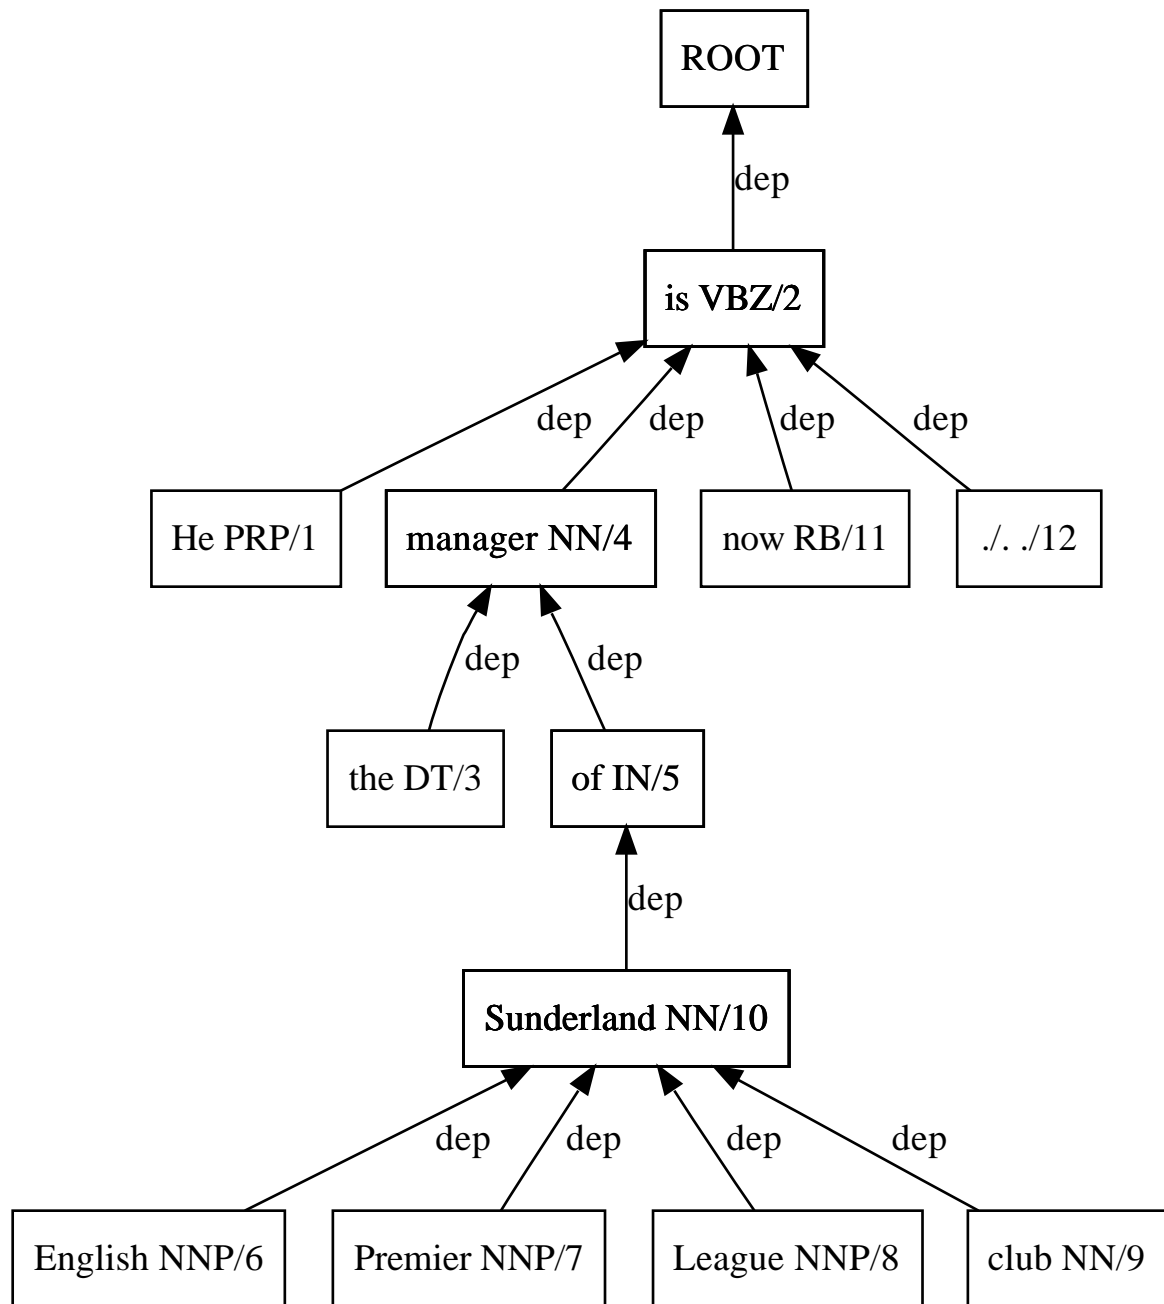 ROOT
dep
is VBZ/2
dep dep dep dep
He PRP/1 manager NN/4 now RB/11 ./. ./12
dep dep
the DT/3 of IN/5
dep
Sunderland NN/10
dep dep dep dep
English NNP/6 Premier NNP/7 League NNP/8 club NN/9